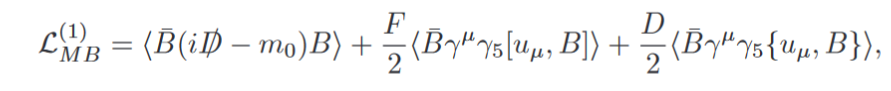 $\mathcal{L}_{MB}^{(1)} = \langle \bar{B}(i\slashed{D} - m_0)B \rangle + \frac{F}{2} \langle \bar{B}\gamma^\mu\gamma_5[u_\mu, B] \rangle + \frac{D}{2} \langle \bar{B}\gamma^\mu\gamma_5\{u_\mu, B\} \rangle,$